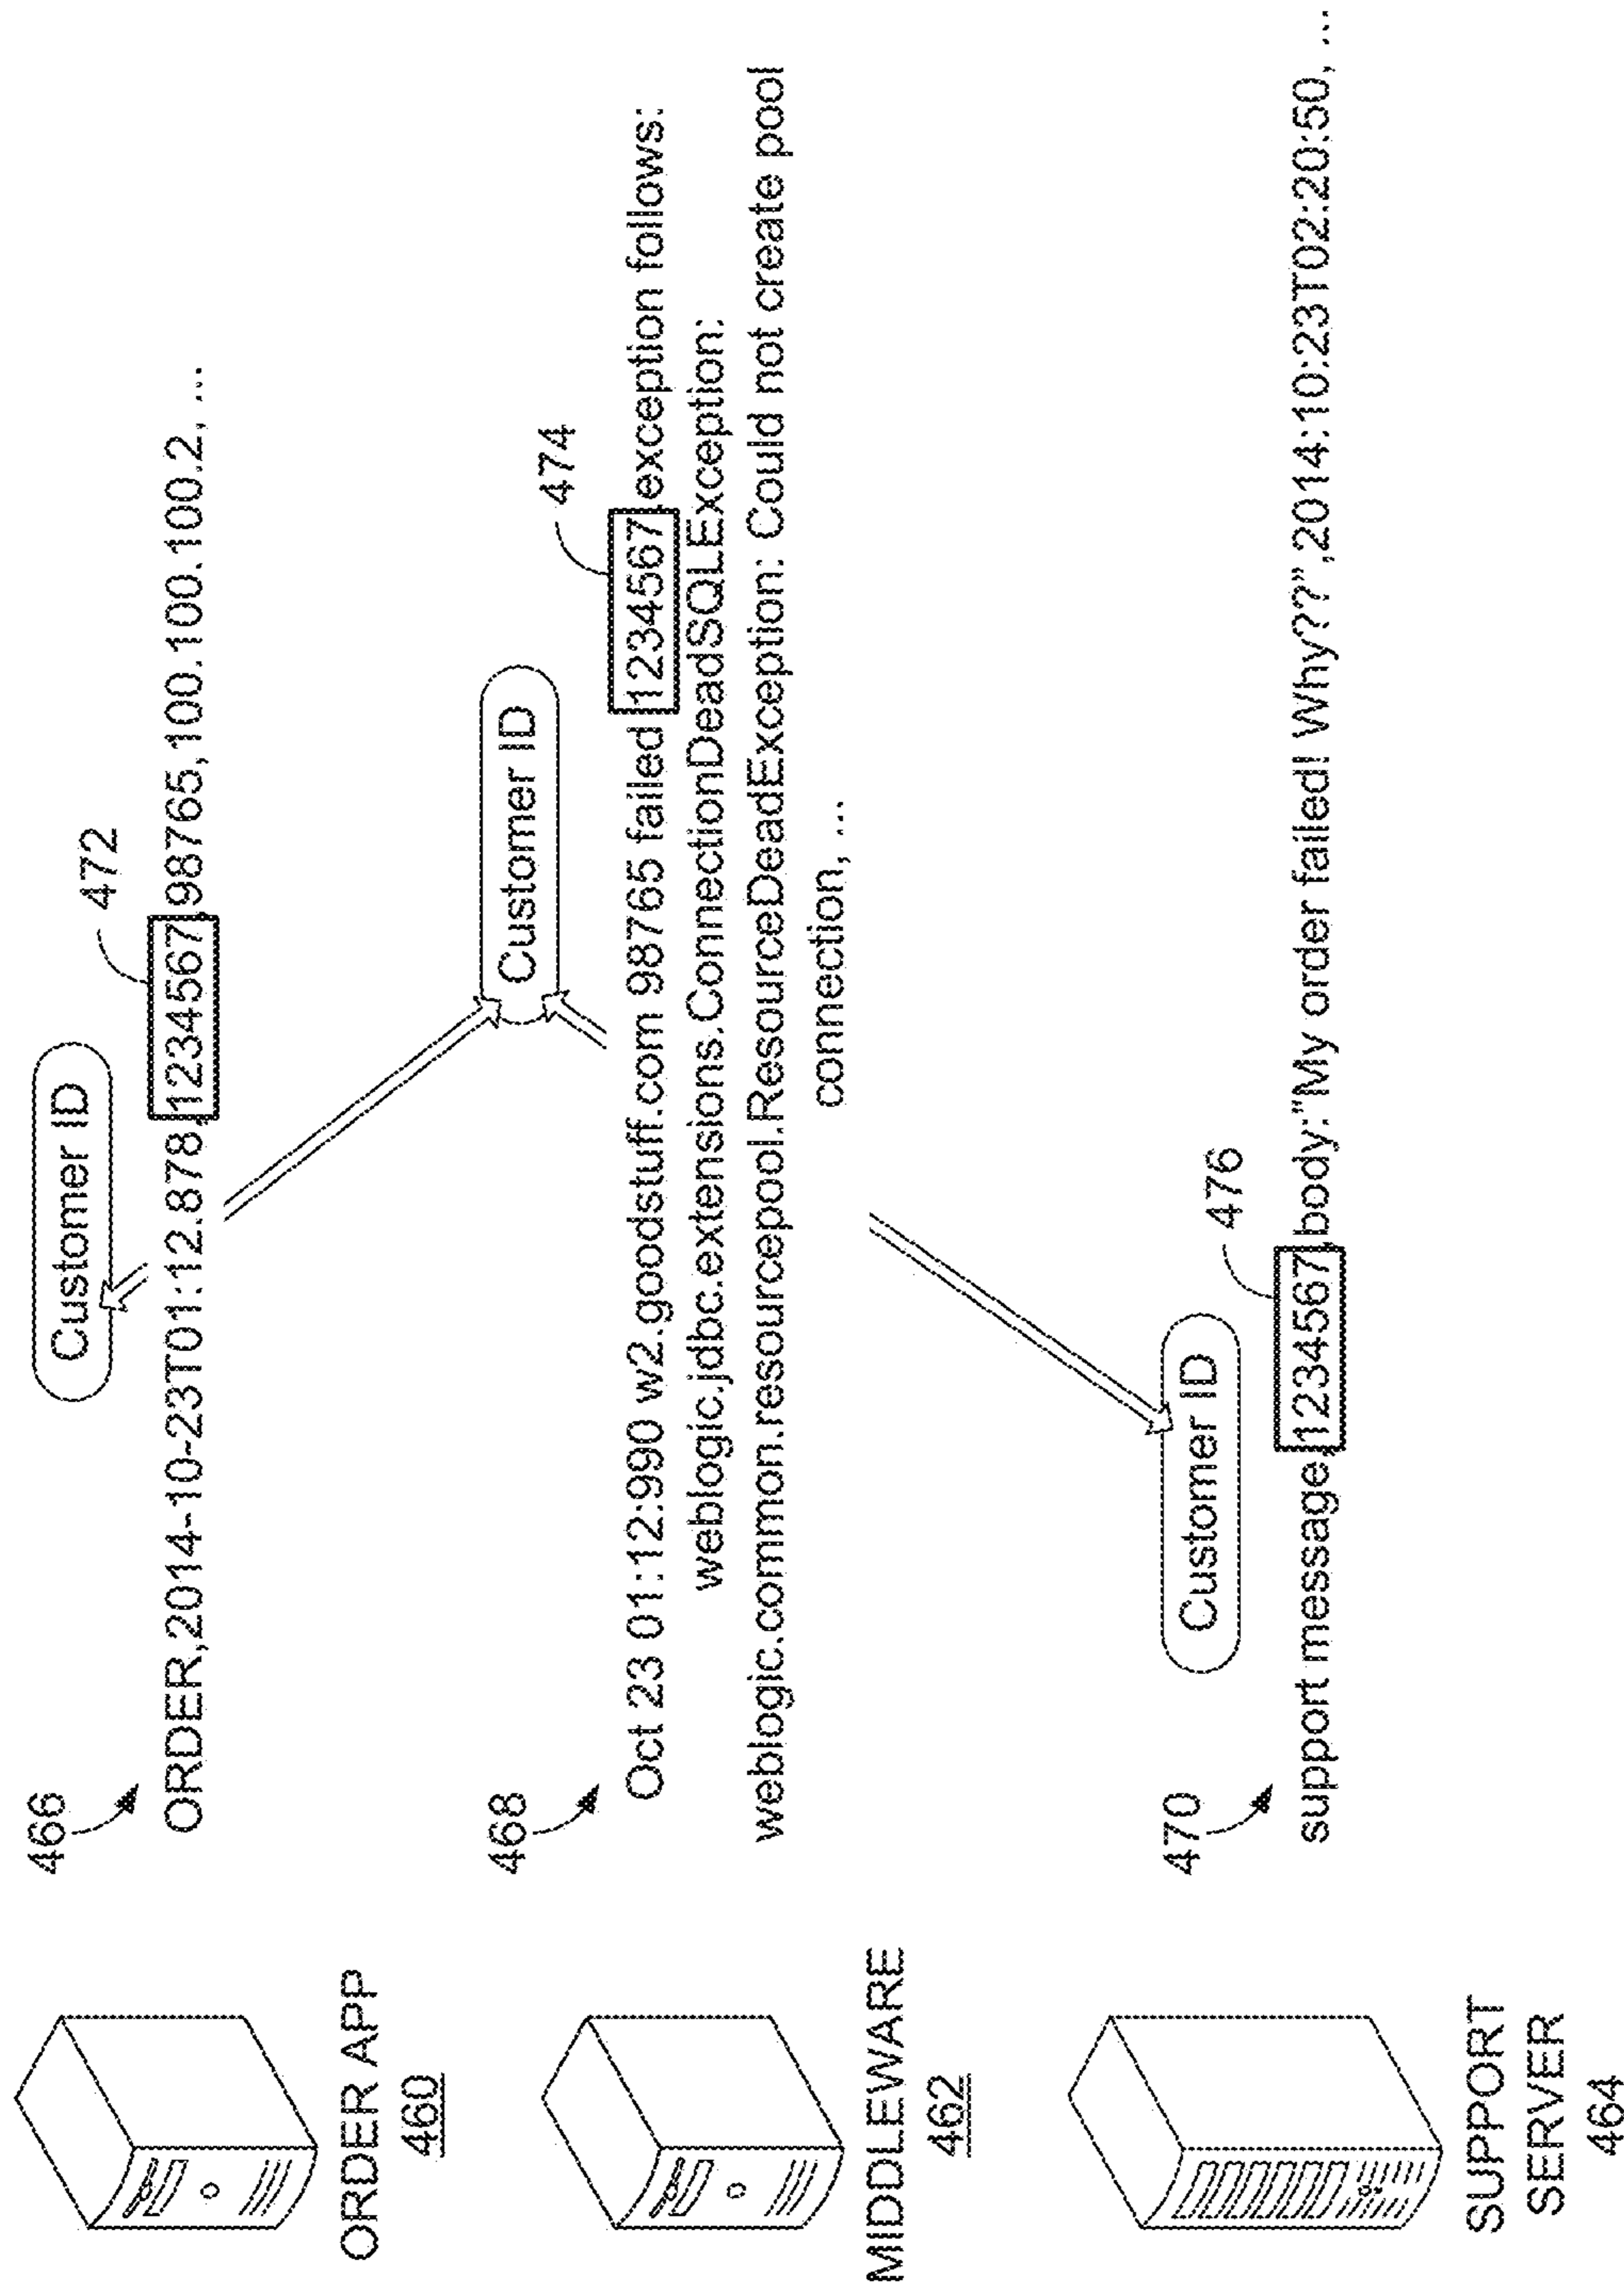 ORDER APP
460
466
Customer ID
472
ORDER,2014-10-23T01:12.878,1234567,98765,100.100.100.2, ...
MIDDLEWARE
462
468
Customer ID
474
Oct 23 01:12:990 w2.goodstuff.com 98765 failed 1234567,exception follows:
weblogic.jdbc.extensions.ConnectionDeadSQLException:
weblogic.common.resourcepool.ResourceDeadException: Could not create pool
connection, ...
SUPPORT
SERVER
464
470
Customer ID
476
support message,1234567,body:"My order failed! Why??",2014:10:23T02:20:50, ...